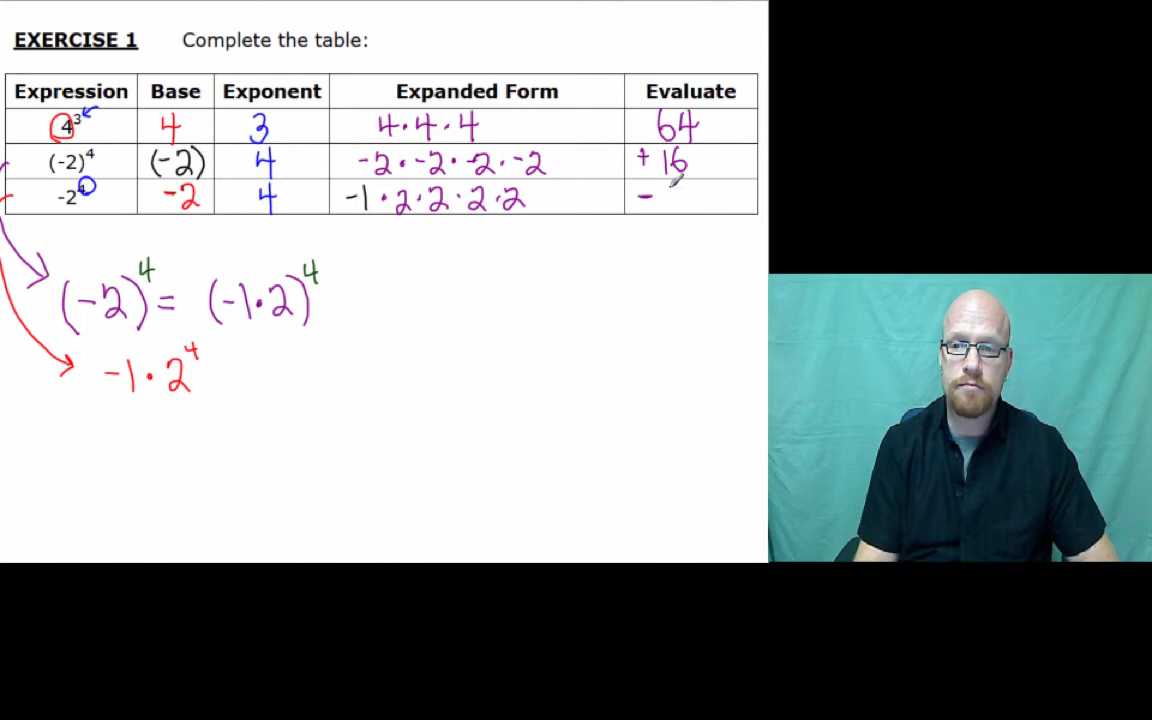 EXERCISE 1 Complete the table:
Expression Base Exponent Expanded Form Evaluate
4³ 4 3 4·4·4 64
(-2)⁴ (-2) 4 -2·-2·-2·-2 +16
-2⁴ -2 4 -1·2·2·2·2 -
(-2)⁴ = (-1·2)⁴
-1·2⁴